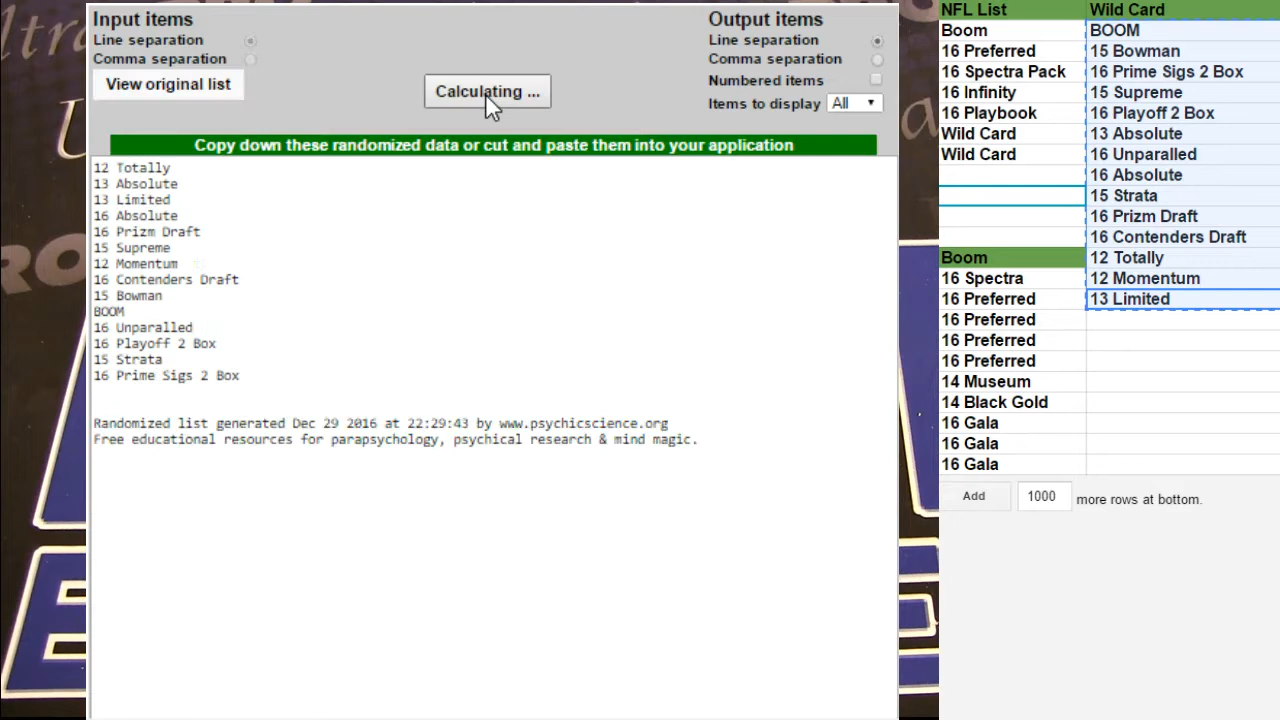 Input items
Line separation
Comma separation
View original list
Calculating ...
Output items
Line separation
Comma separation
Numbered items
Items to display All
Copy down these randomized data or cut and paste them into your application
12 Totally
13 Absolute
13 Limited
16 Absolute
16 Prizm Draft
15 Supreme
12 Momentum
16 Contenders Draft
15 Bowman
BOOM
16 Unparalled
16 Playoff 2 Box
15 Strata
16 Prime Sigs 2 Box
Randomized list generated Dec 29 2016 at 22:29:43 by www.psychicscience.org
Free educational resources for parapsychology, psychical research & mind magic.
NFL List
Boom
16 Preferred
16 Spectra Pack
16 Infinity
16 Playbook
Wild Card
Wild Card
Boom
16 Spectra
16 Preferred
16 Preferred
16 Preferred
16 Preferred
14 Museum
14 Black Gold
16 Gala
16 Gala
16 Gala
Wild Card
BOOM
15 Bowman
16 Prime Sigs 2 Box
15 Supreme
16 Playoff 2 Box
13 Absolute
16 Unparalled
16 Absolute
15 Strata
16 Prizm Draft
16 Contenders Draft
12 Totally
12 Momentum
13 Limited
Add 1000 more rows at bottom.